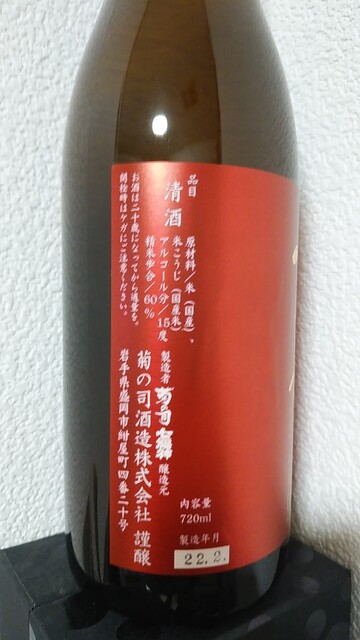 品目
清酒
原材料/米（国産）、
米こうじ（国産米）
アルコール分/15度
精米歩合/60%
お酒は二十歳になってから適量を。
開栓時はケガにご注意ください。
製造者
菊の司
醸造元
菊の司酒造株式会社 謹醸
岩手県盛岡市紺屋町四番二十号
内容量
720ml
製造年月
22.2.